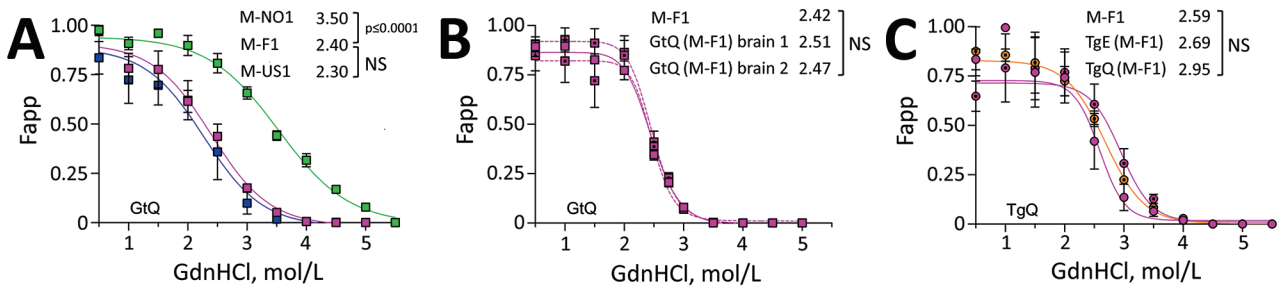 A
M-NO1 3.50
p≤0.0001
M-F1 2.40
NS
M-US1 2.30
1.00
0.75
0.50
0.25
0
Fapp
GtQ
1 2 3 4 5
GdnHCl, mol/L
B
M-F1 2.42
GtQ (M-F1) brain 1 2.51 NS
GtQ (M-F1) brain 2 2.47
1.00
0.75
0.50
0.25
0
Fapp
GtQ
1 2 3 4 5
GdnHCl, mol/L
C
M-F1 2.59
TgE (M-F1) 2.69 NS
TgQ (M-F1) 2.95
1.00
0.75
0.50
0.25
0
Fapp
TgQ
1 2 3 4 5
GdnHCl, mol/L